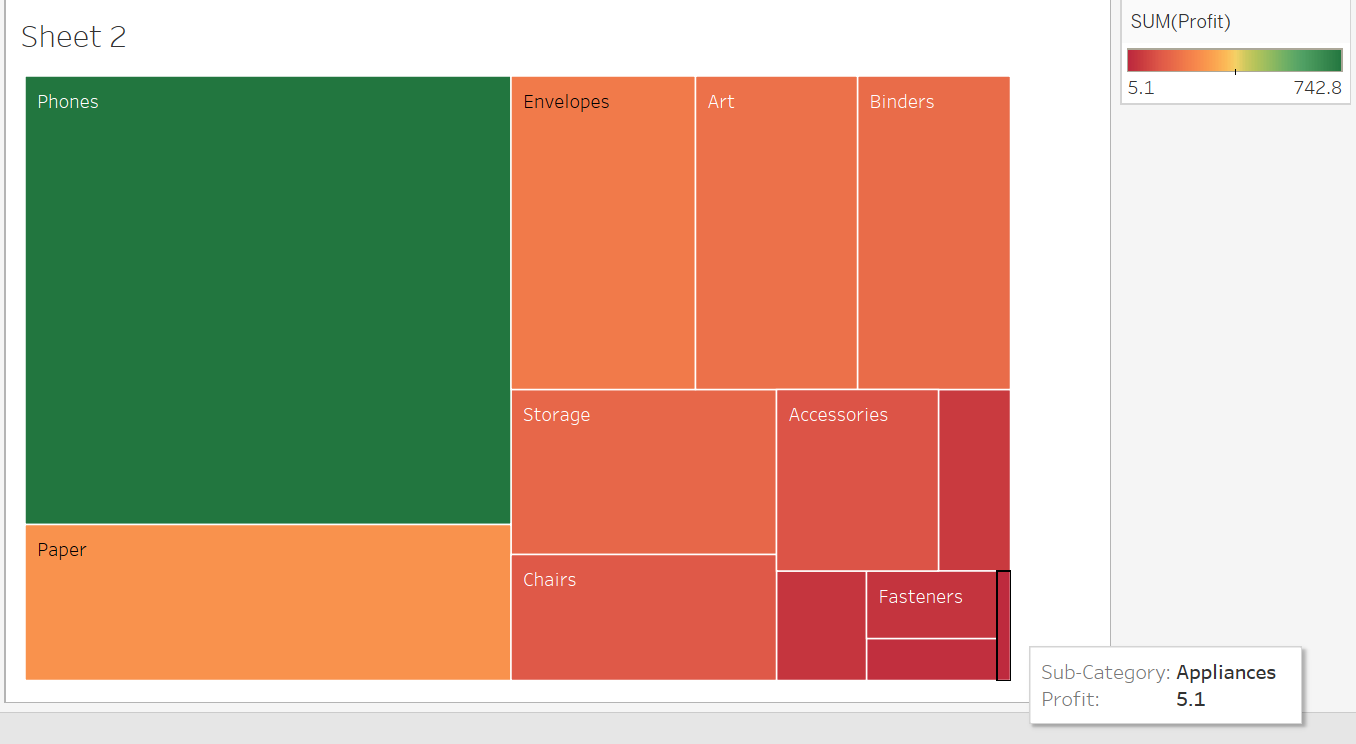 Sheet 2
SUM(Profit)
5.1 742.8
Phones
Envelopes
Art
Binders
Storage
Accessories
Paper
Chairs
Fasteners
Sub-Category: Appliances
Profit: 5.1